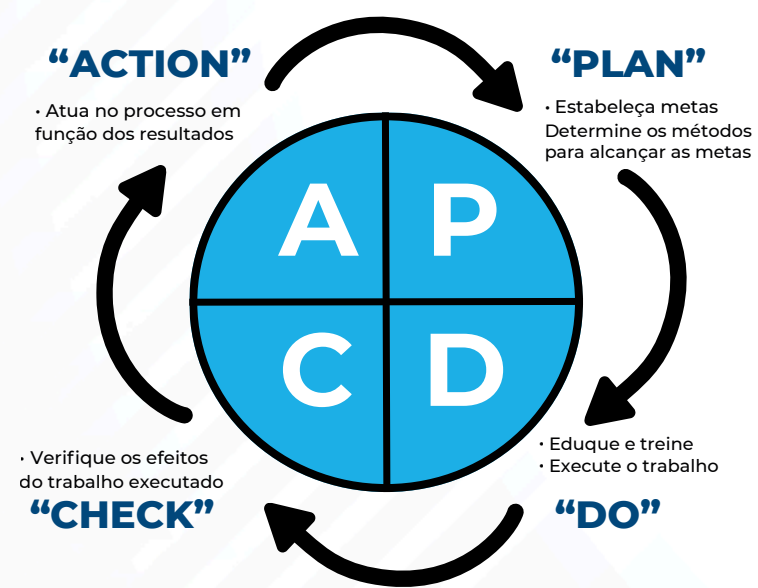 “ACTION”
• Atua no processo em
função dos resultados
“PLAN”
• Estabeleça metas
Determine os métodos
para alcançar as metas
A P
C D
• Verifique os efeitos
do trabalho executado
“CHECK”
• Eduque e treine
• Execute o trabalho
“DO”